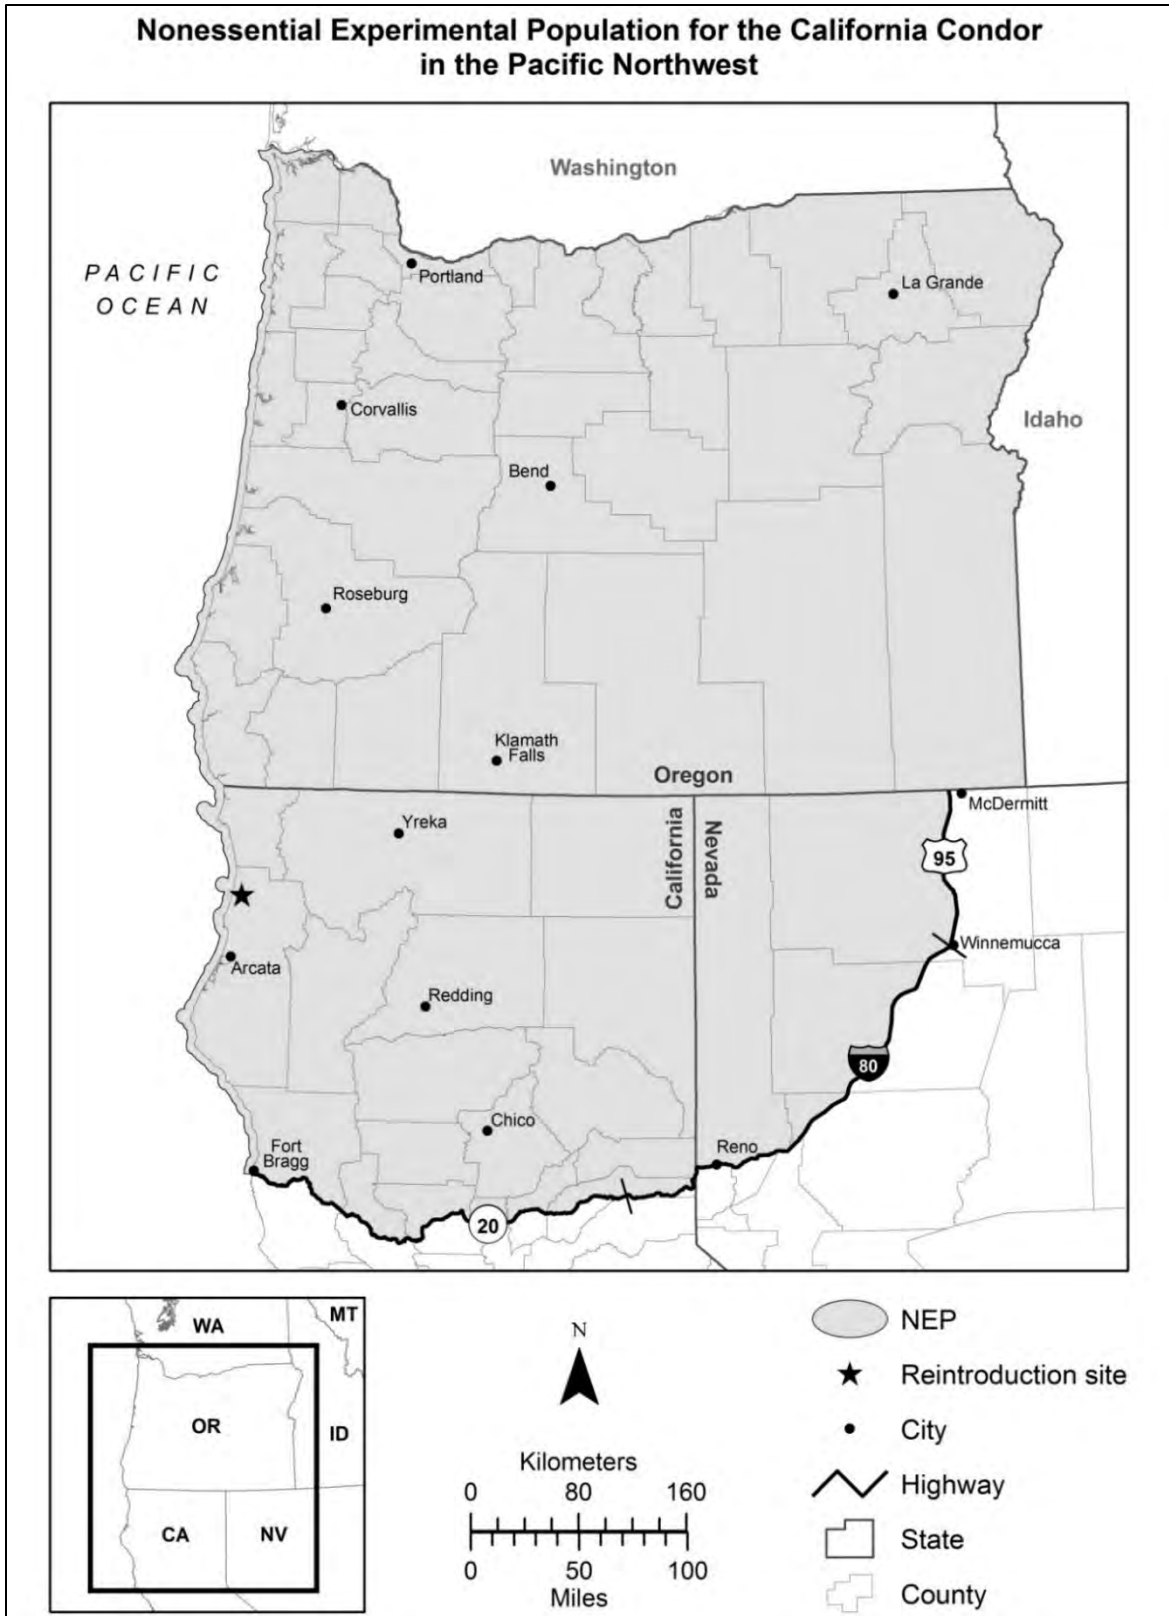 Nonessential Experimental Population for the California Condor
in the Pacific Northwest
Washington
PACIFIC
OCEAN
Portland
La Grande
Corvallis
Idaho
Bend
Roseburg
Klamath
Falls
Oregon
McDermitt
Yreka
California
Nevada
95
Winnemucca
Arcata
Redding
80
Chico
Reno
Fort
Bragg
20
WA
MT
OR
ID
CA
NV
N
Kilometers
0 80 160
0 50 100
Miles
NEP
Reintroduction site
City
Highway
State
County